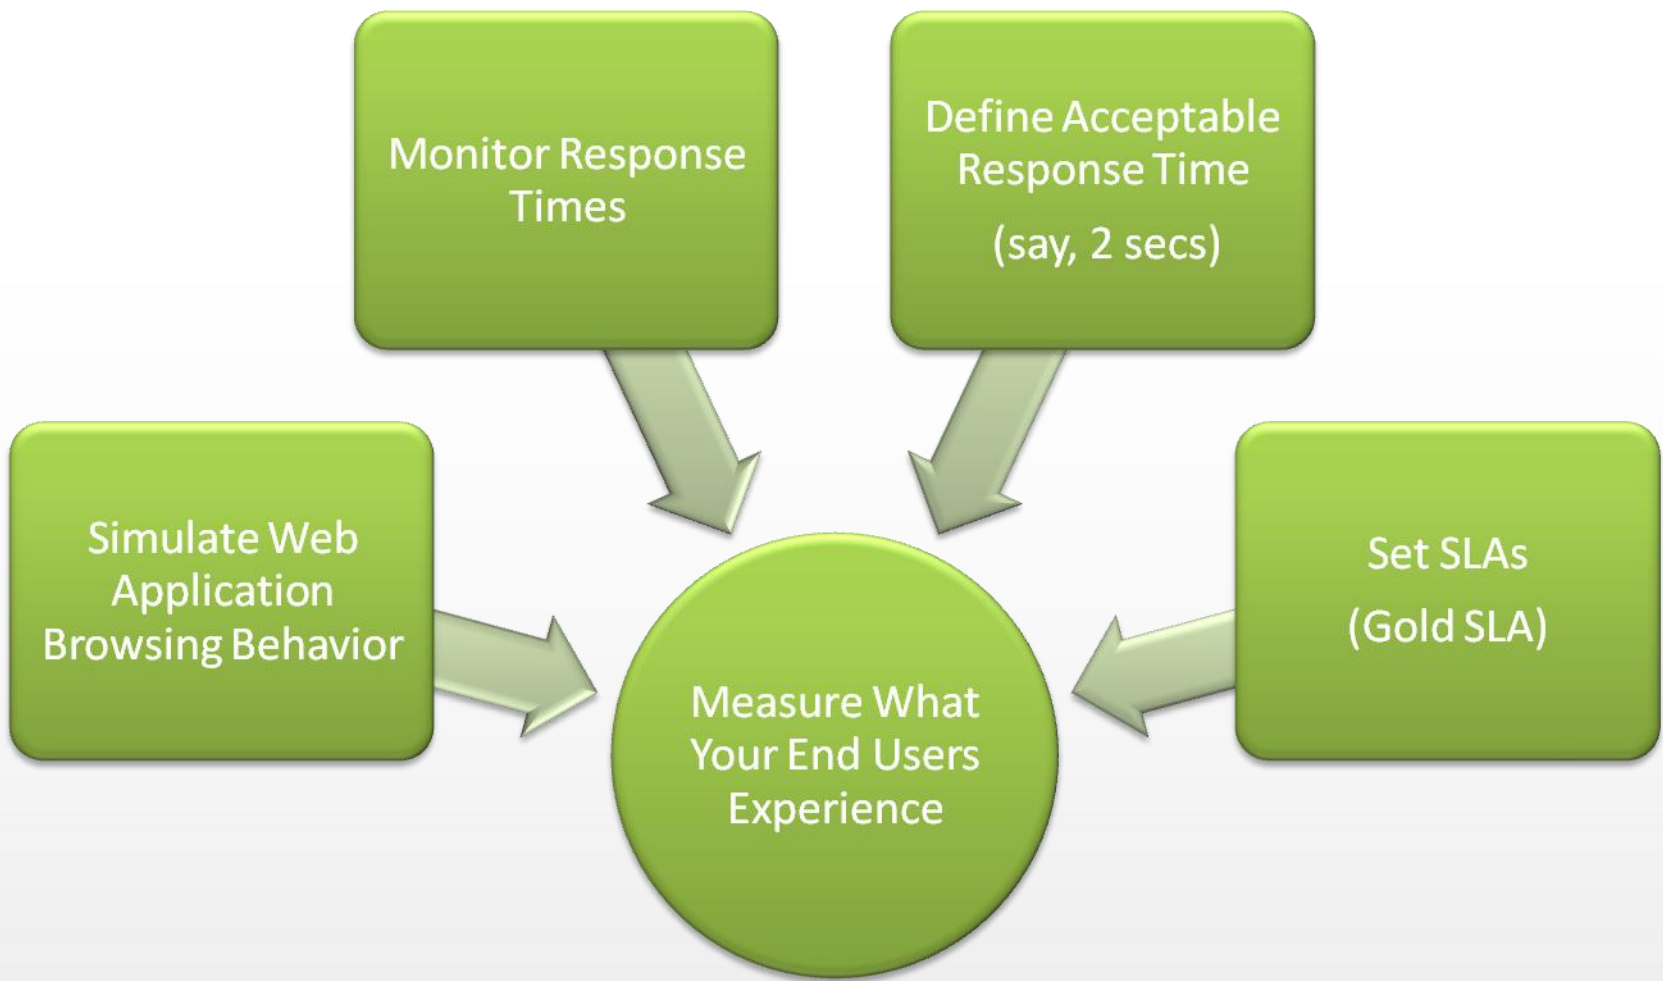 Monitor Response
Times
Define Acceptable
Response Time
(say, 2 secs)
Simulate Web
Application
Browsing Behavior
Set SLAs
(Gold SLA)
Measure What
Your End Users
Experience